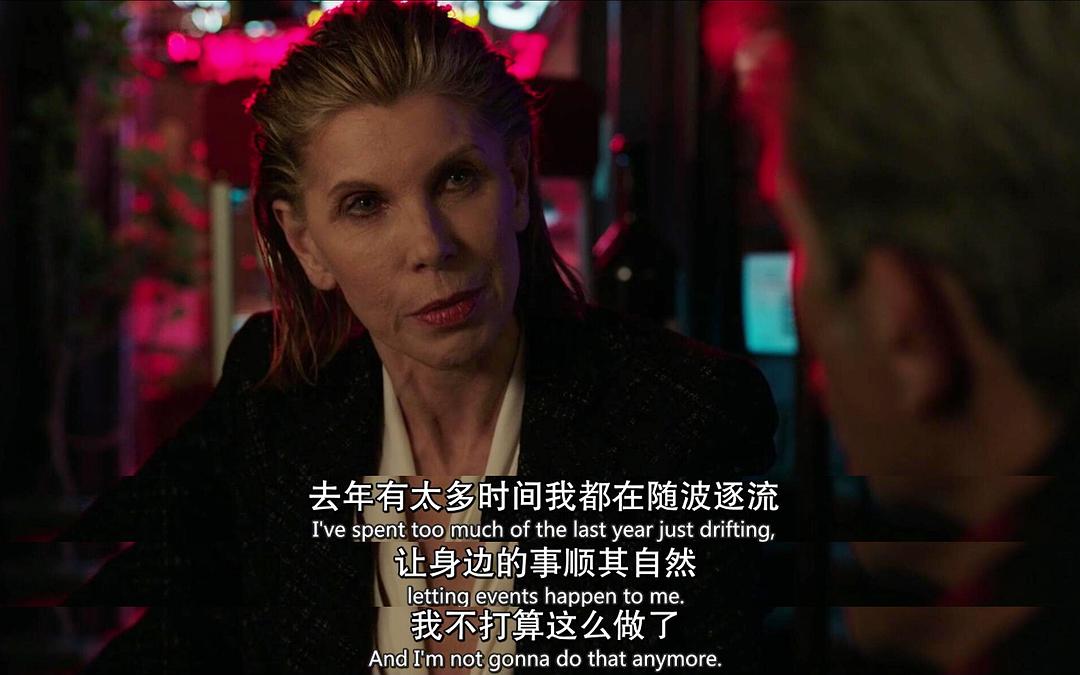 去年有太多时间我都在随波逐流
I've spent too much of the last year just drifting,
让身边的事顺其自然
letting events happen to me.
我不打算这么做了
And I'm not gonna do that anymore.